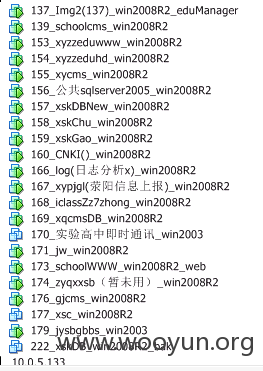 137_Img2(137)_win2008R2_eduManager
139_schoolcms_win2008R2
153_xyzzeduwww_win2008R2
154_xyzzeduhd_win2008R2
155_xycms_win2008R2
156_公共sqlserver2005_win2008R2
157_xskDBNew_win2008R2
158_xskChu_win2008R2
159_xskGao_win2008R2
160_CNKI()_win2008R2
166_log(日志分析x)_win2008R2
167_xypjgl(荥阳信息上报)_win2008R2
168_iclassZz7zhong_win2008R2
169_xqcmsDB_win2008R2
170_实验高中即时通讯_win2003
171_jw_win2008R2
173_schoolWWW_win2008R2_web
174_zyqxxsb（暂未用）_win2008R2
176_gjcms_win2008R2
177_xsc_win2008R2
179_jysbgbbs_win2003
222_xskDB_win2008R2_bak
www.wooyun.org
10.0.5.133